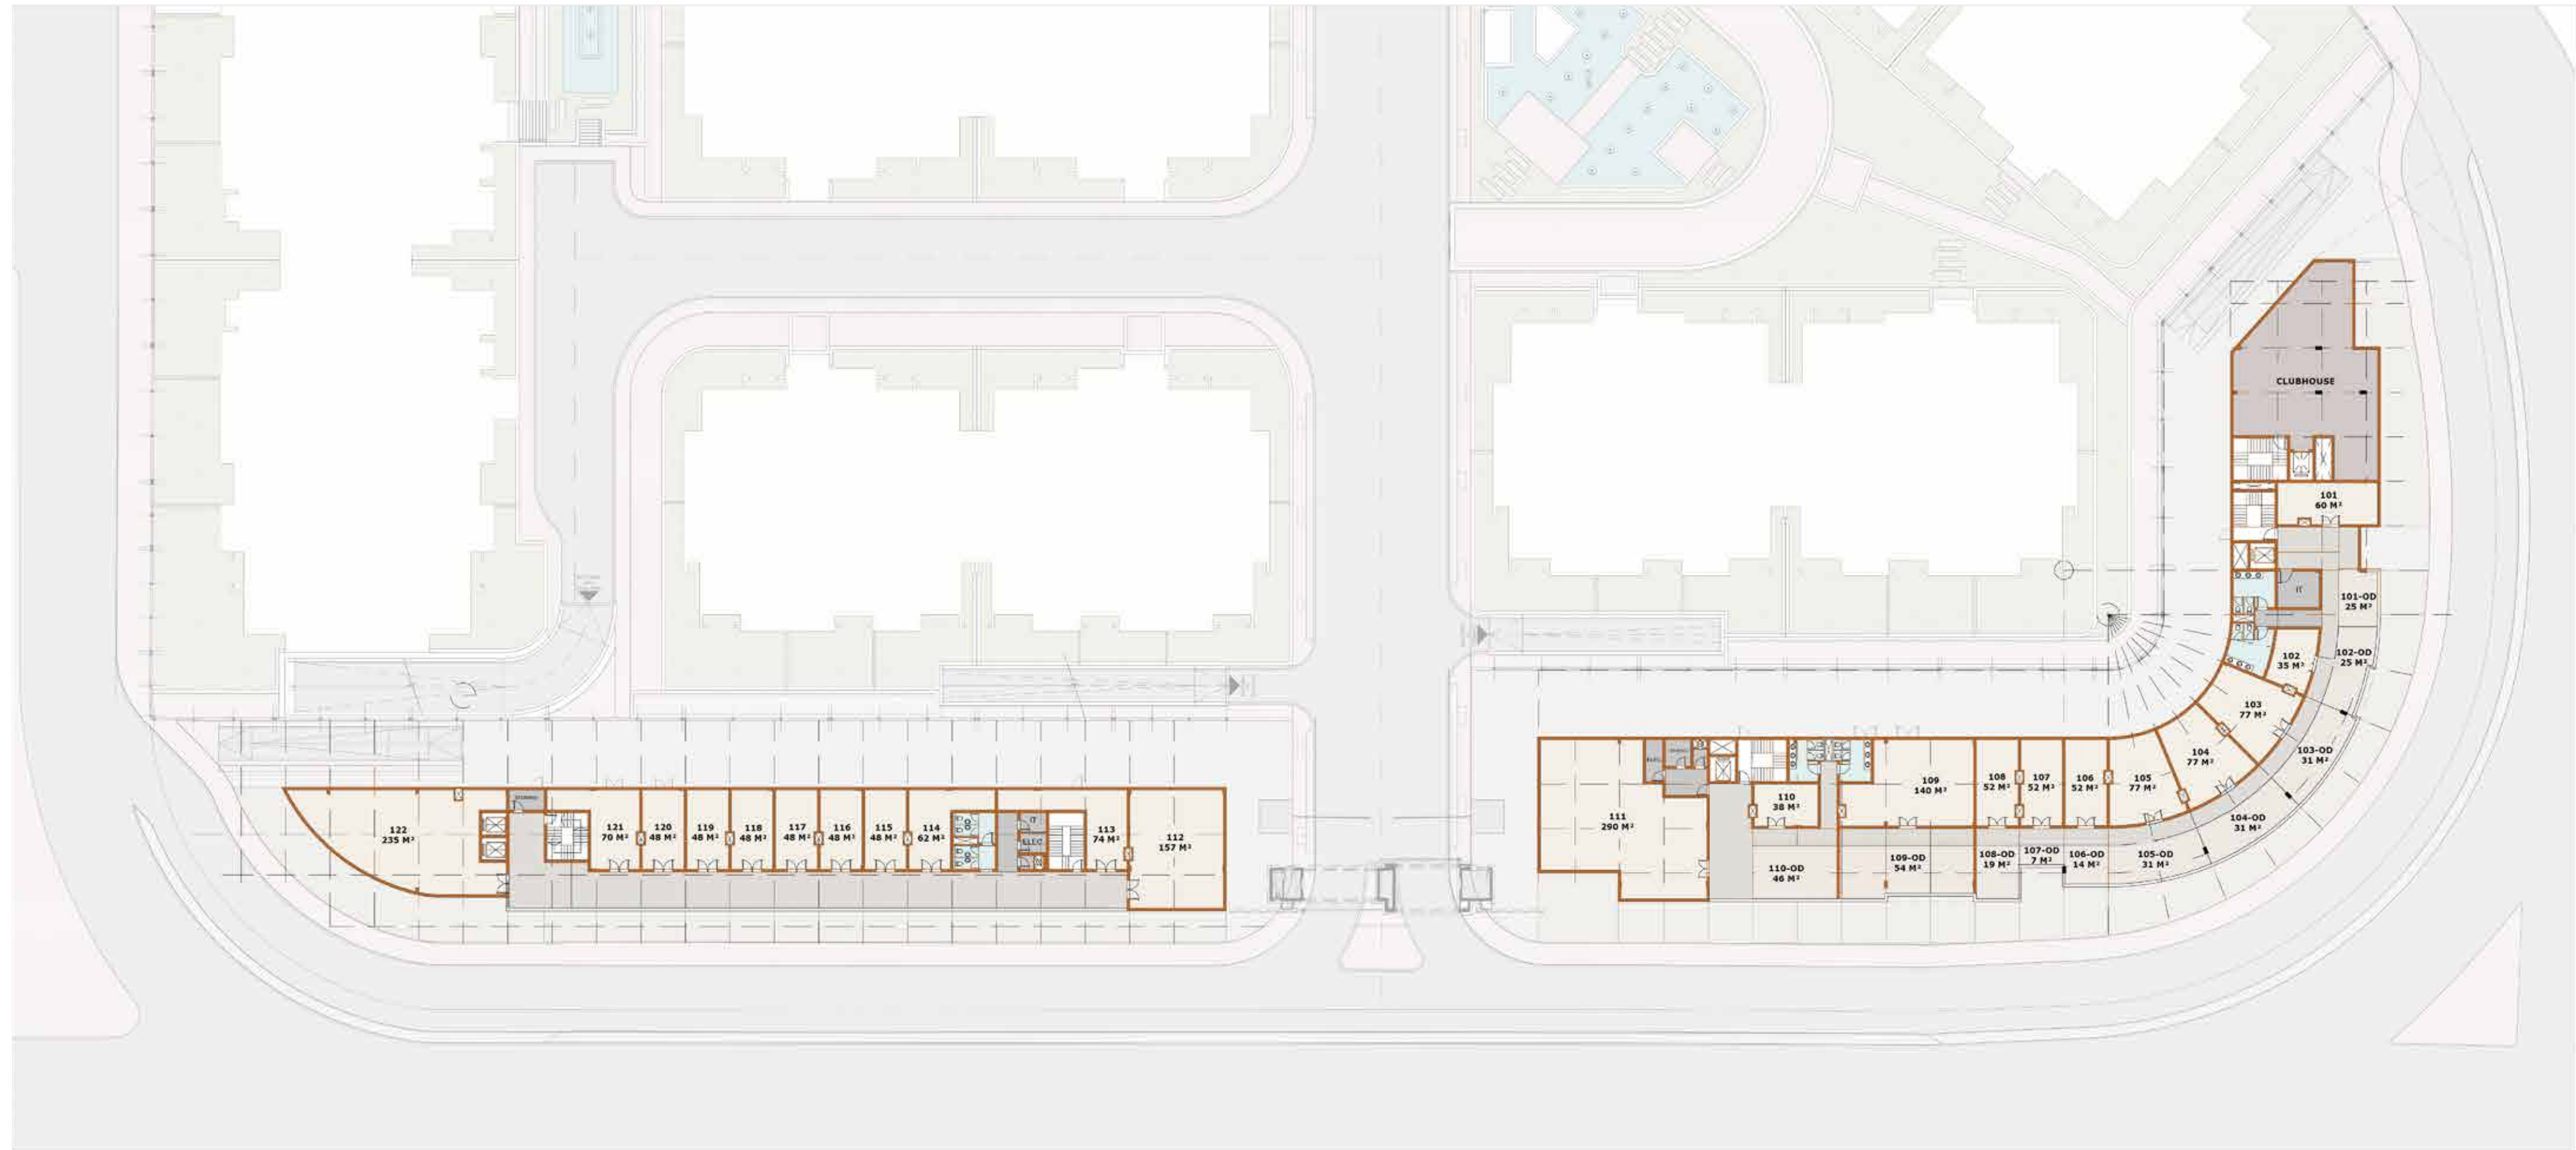 CLUBHOUSE
101
60 M²
IT
101-OD
25 M²
102
35 M²
102-OD
25 M²
103
77 M²
103-OD
31 M²
104
77 M²
104-OD
31 M²
105
77 M²
105-OD
31 M²
106
52 M²
106-OD
14 M²
107
52 M²
107-OD
7 M²
108
52 M²
108-OD
19 M²
109
140 M²
109-OD
54 M²
110
38 M²
110-OD
46 M²
111
290 M²
ELEC
112
157 M²
113
74 M²
IT
ELEC
114
62 M²
115
48 M²
116
48 M²
117
48 M²
118
48 M²
119
48 M²
120
48 M²
121
70 M²
122
235 M²